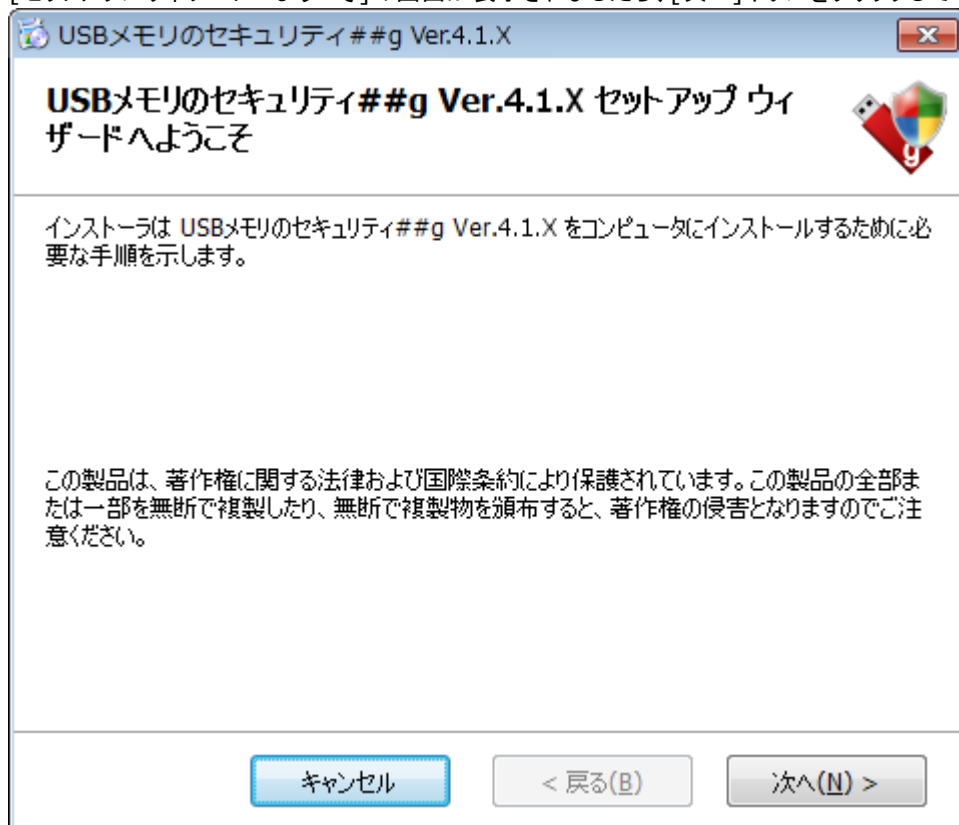 USBメモリのセキュリティ##g Ver.4.1.X
USBメモリのセキュリティ##g Ver.4.1.X セットアップ ウィ
ザードへようこそ
g
インストーラは USBメモリのセキュリティ##g Ver.4.1.X をコンピュータにインストールするために必
要な手順を示します。
この製品は、著作権に関する法律および国際条約により保護されています。この製品の全部ま
たは一部を無断で複製したり、無断で複製物を頒布すると、著作権の侵害となりますのでご注
意ください。
キャンセル
< 戻る(B)
次へ(N) >